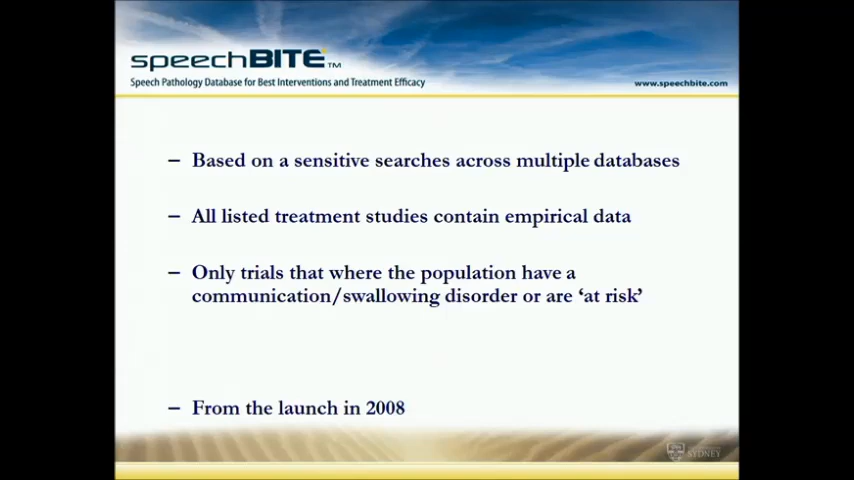 speechBITE™
Speech Pathology Database for Best Interventions and Treatment Efficacy
www.speechbite.com
– Based on a sensitive searches across multiple databases
– All listed treatment studies contain empirical data
– Only trials that where the population have a
communication/swallowing disorder or are ‘at risk’
– From the launch in 2008
SYDNEY